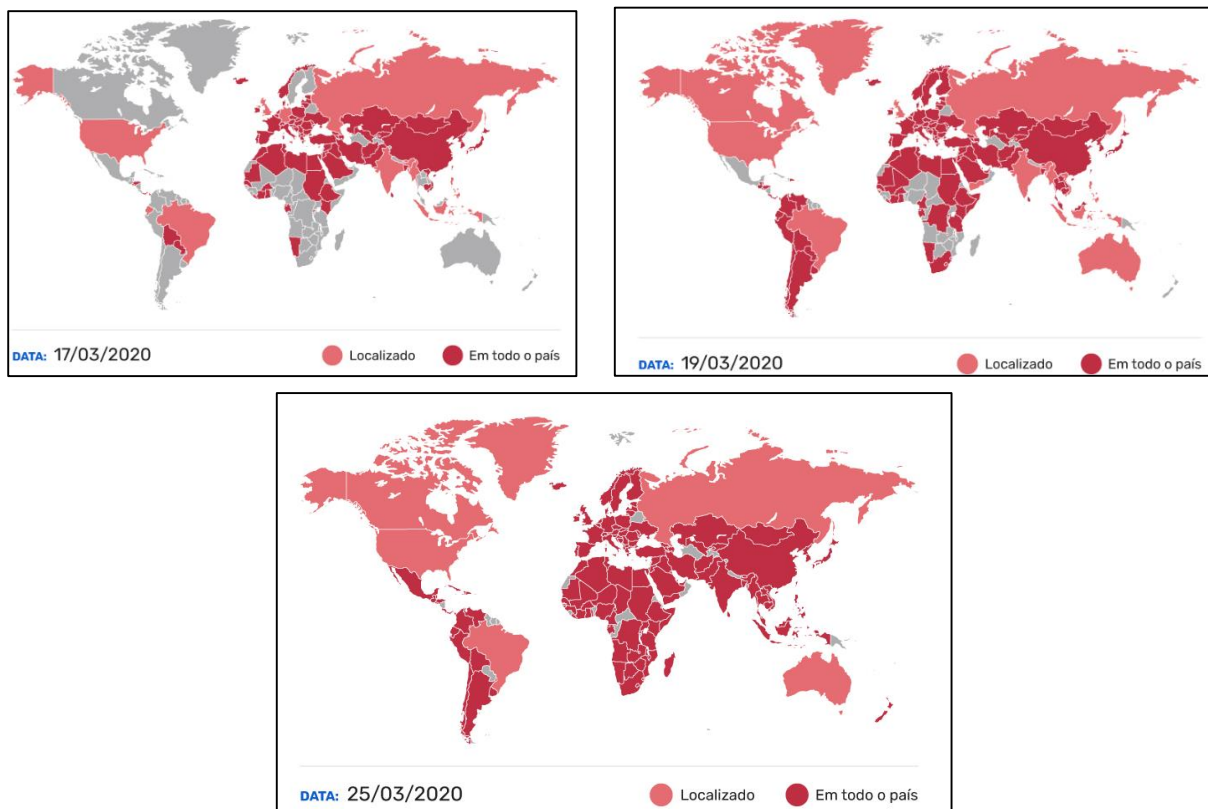 DATA: 17/03/2020 Localizado Em todo o país
DATA: 19/03/2020 Localizado Em todo o país
DATA: 25/03/2020 Localizado Em todo o país